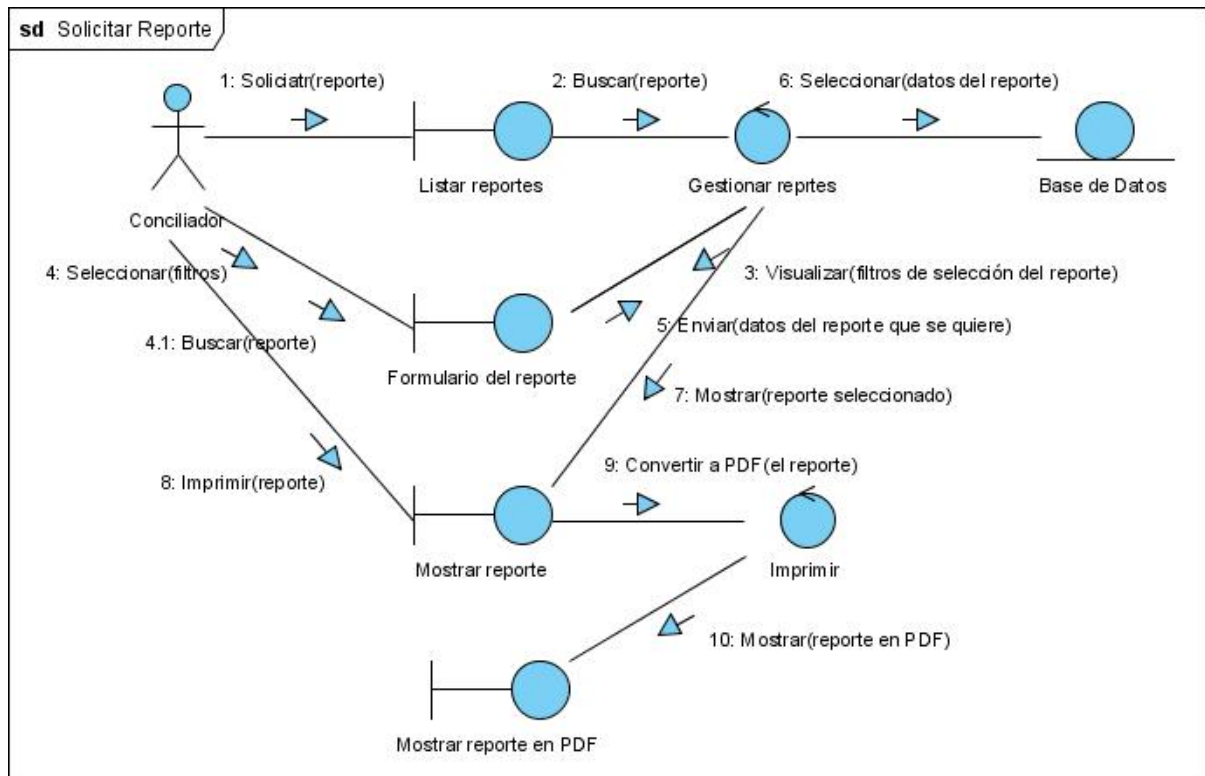 sd Solicitar Reporte
1: Soliciatr(reporte)
2: Buscar(reporte)
6: Seleccionar(datos del reporte)
Listar reportes
Gestionar reprtes
Base de Datos
Conciliador
4: Seleccionar(filtros)
3: Visualizar(filtros de selección del reporte)
5: Enviar(datos del reporte que se quiere)
4.1: Buscar(reporte)
Formulario del reporte
7: Mostrar(reporte seleccionado)
9: Convertir a PDF(el reporte)
8: Imprimir(reporte)
Mostrar reporte
Imprimir
10: Mostrar(reporte en PDF)
Mostrar reporte en PDF